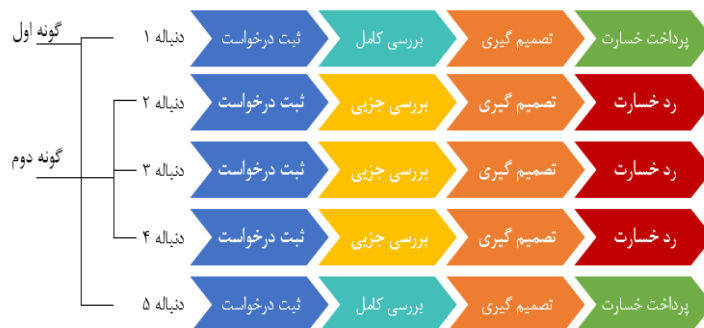 گونه اول
دنباله ۱ ثبت درخواست بررسی کامل تصمیم گیری پرداخت خسارت
دنباله ۲ ثبت درخواست بررسی جزیی تصمیم گیری رد خسارت
گونه دوم
دنباله ۳ ثبت درخواست بررسی جزیی تصمیم گیری رد خسارت
دنباله ۴ ثبت درخواست بررسی جزیی تصمیم گیری رد خسارت
دنباله ۵ ثبت درخواست بررسی کامل تصمیم گیری پرداخت خسارت